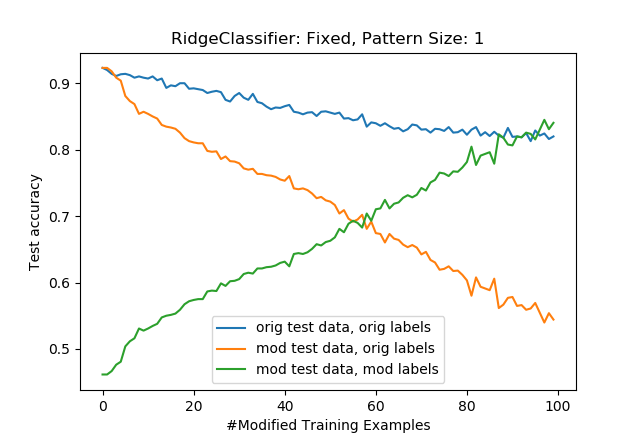 RidgeClassifier: Fixed, Pattern Size: 1
Test accuracy
0.9
0.8
0.7
0.6
0.5
orig test data, orig labels
mod test data, orig labels
mod test data, mod labels
0 20 40 60 80 100
#Modified Training Examples